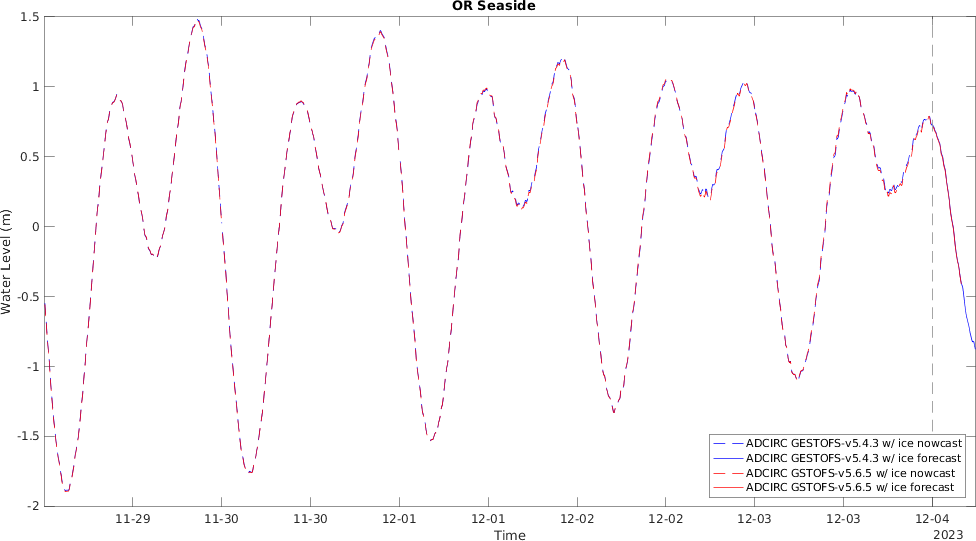 OR Seaside
1.5
1
0.5
0
-0.5
-1
-1.5
-2
Water Level (m)
ADCIRC GESTOFS-v5.4.3 w/ ice nowcast
ADCIRC GESTOFS-v5.4.3 w/ ice forecast
ADCIRC GSTOFS-v5.6.5 w/ ice nowcast
ADCIRC GSTOFS-v5.6.5 w/ ice forecast
11-29 11-30 11-30 12-01 12-01 12-02 12-02 12-03 12-03 12-04
Time 2023